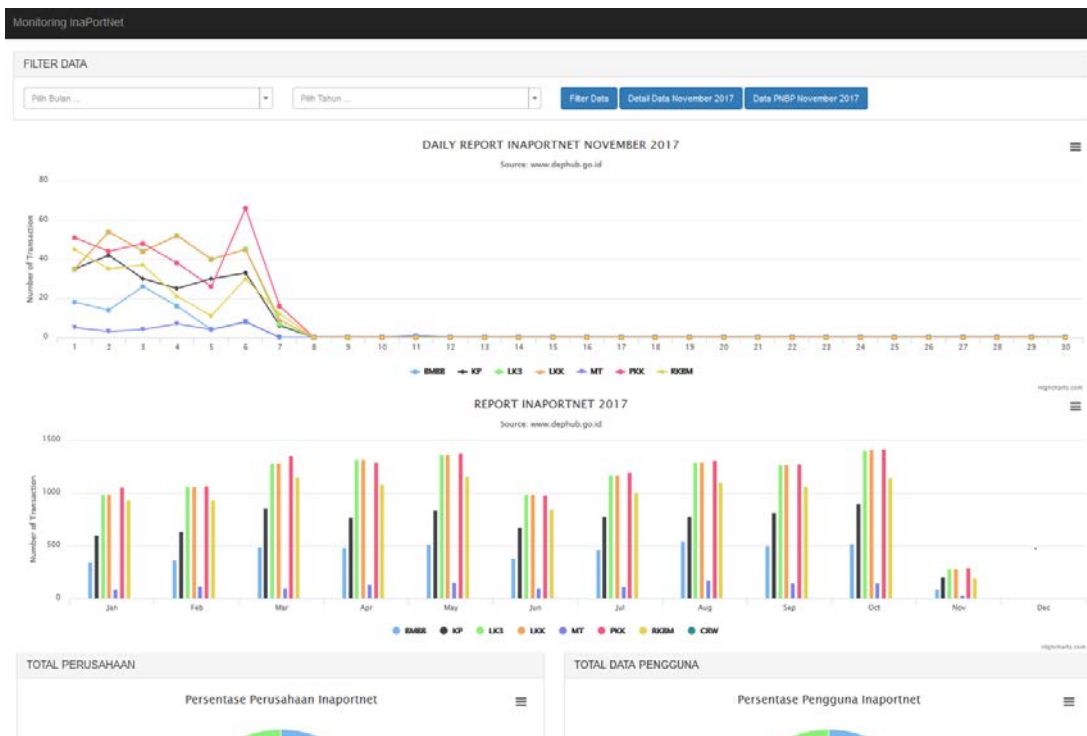 Monitoring InaPortNet
FILTER DATA
Pilih Bulan ...
Pilih Tahun ...
Filter Data
Detail Data November 2017
Data PNBP November 2017
DAILY REPORT INAPORTNET NOVEMBER 2017
Source: www.dephub.go.id
Number of Transaction
80
60
40
20
0
1 2 3 4 5 6 7 8 9 10 11 12 13 14 15 16 17 18 19 20 21 22 23 24 25 26 27 28 29 30
BMBB KP LK3 LKK MT PKK RKBM
Highcharts.com
REPORT INAPORTNET 2017
Source: www.dephub.go.id
Number of Transaction
1500
1000
500
0
Jan Feb Mar Apr May Jun Jul Aug Sep Oct Nov Dec
BMBB KP LK3 LKK MT PKK RKBM CRW
Highcharts.com
TOTAL PERUSAHAAN
TOTAL DATA PENGGUNA
Persentase Perusahaan Inaportnet
Persentase Pengguna Inaportnet